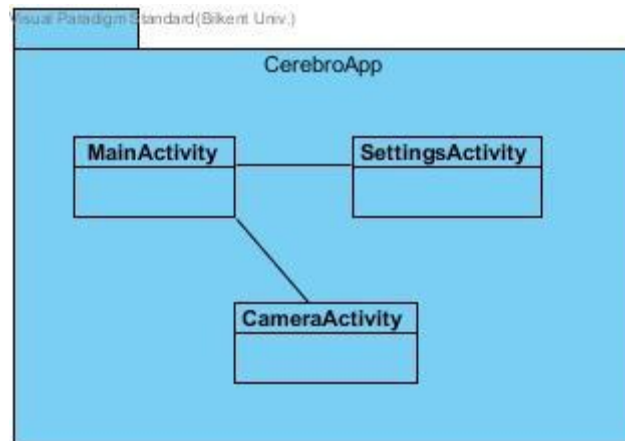 Visual Paradigm Standard(Bilkent Univ.)
CerebroApp
MainActivity
SettingsActivity
CameraActivity